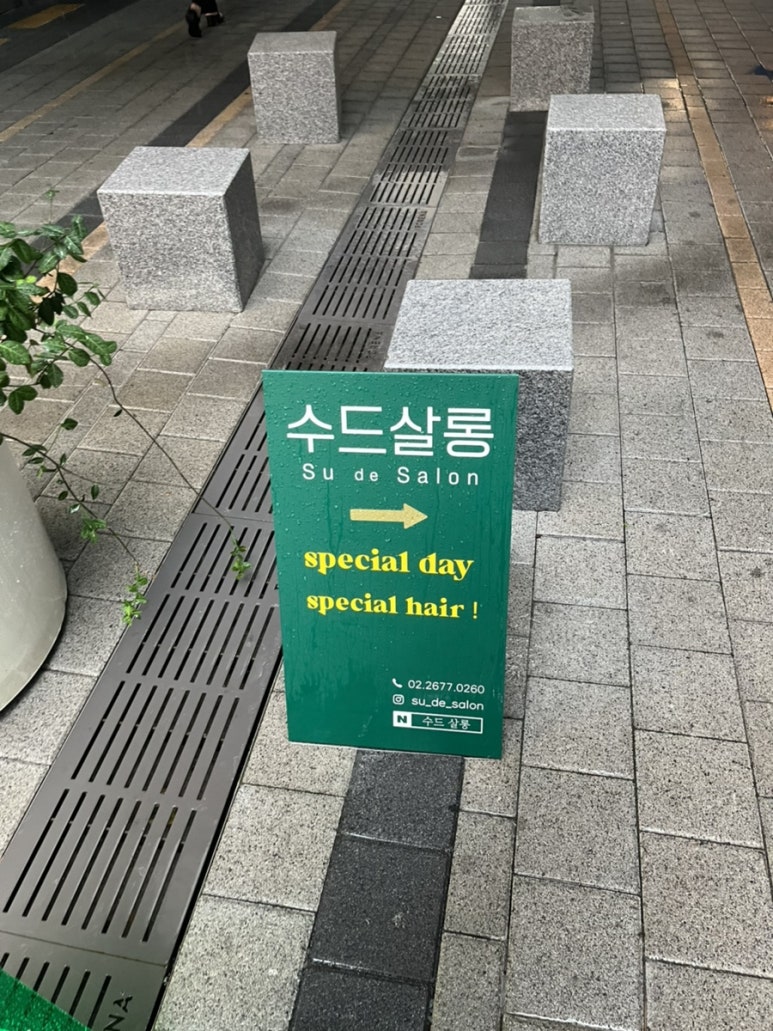 수드살롱
Su de Salon
special day
special hair !
02.2677.0260
su_de_salon
N 수드 살롱
NA